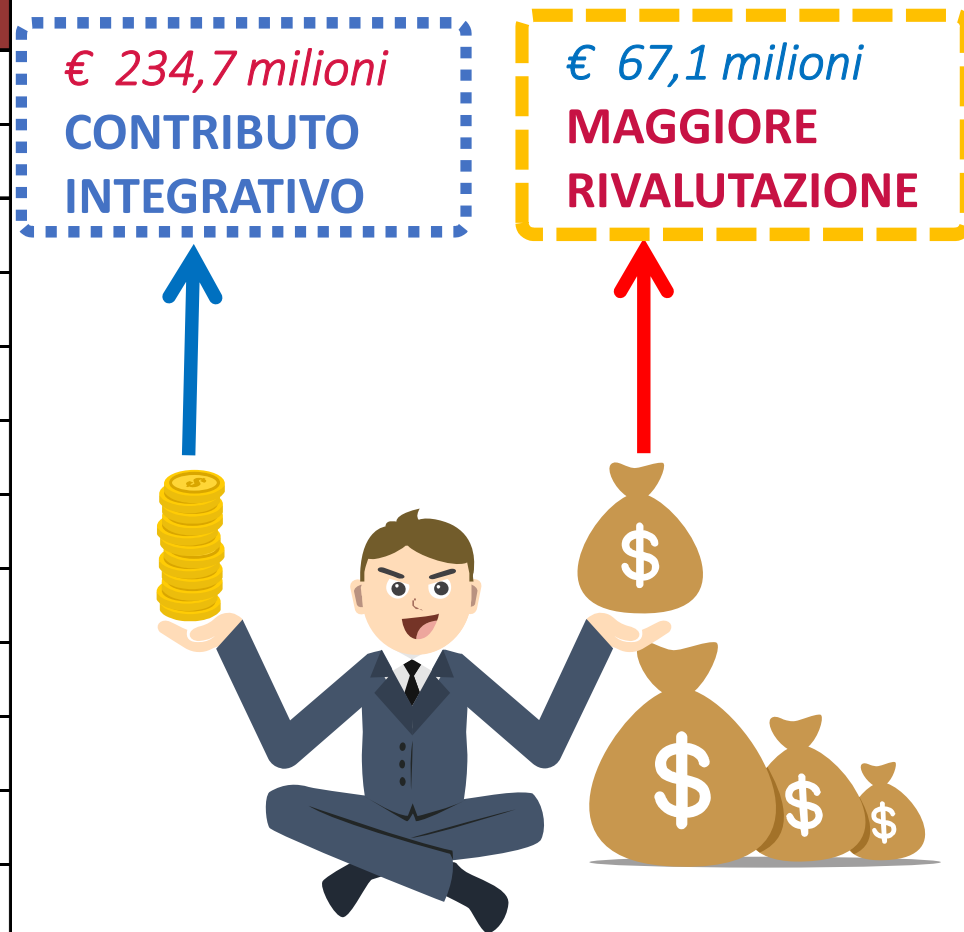 € 234,7 milioni
CONTRIBUTO
INTEGRATIVO
€ 67,1 milioni
MAGGIORE
RIVALUTAZIONE
$
$
$
$
$